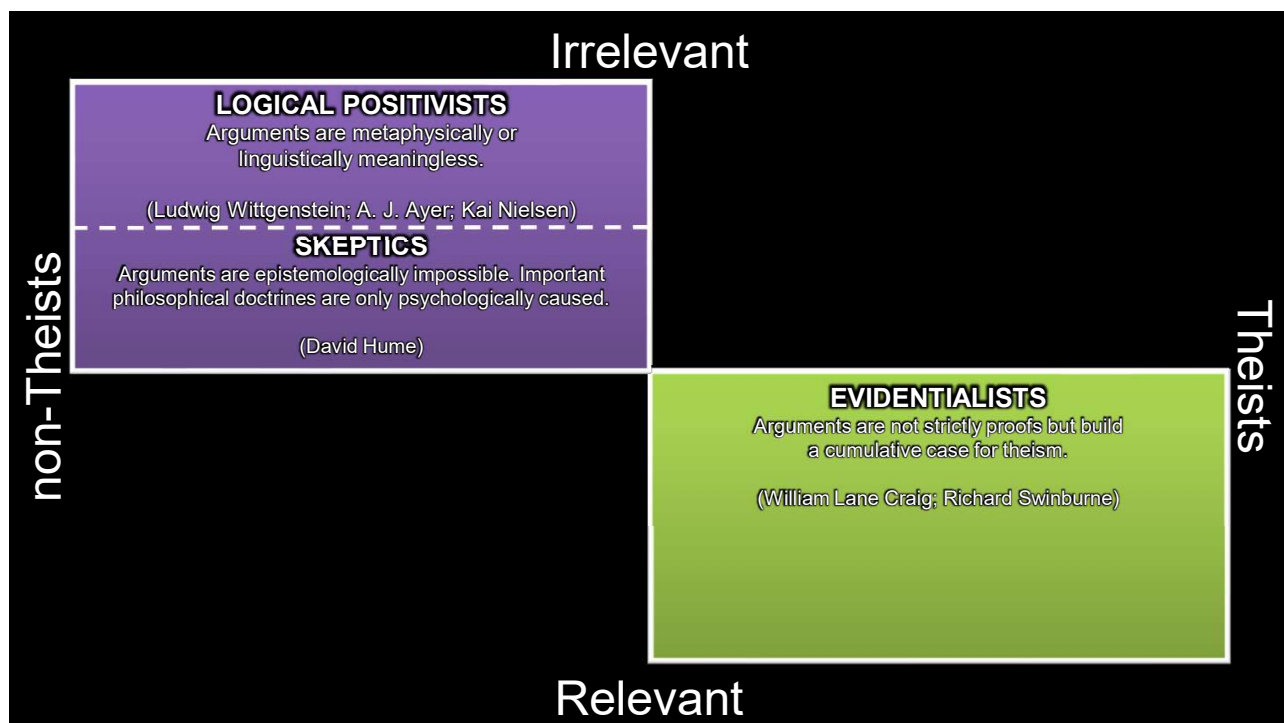 Irrelevant
LOGICAL POSITIVISTS
Arguments are metaphysically or
linguistically meaningless.
(Ludwig Wittgenstein; A. J. Ayer; Kai Nielsen)
SKEPTICS
Arguments are epistemologically impossible. Important
philosophical doctrines are only psychologically caused.
(David Hume)
non-Theists
Theists
EVIDENTIALISTS
Arguments are not strictly proofs but build
a cumulative case for theism.
(William Lane Craig; Richard Swinburne)
Relevant